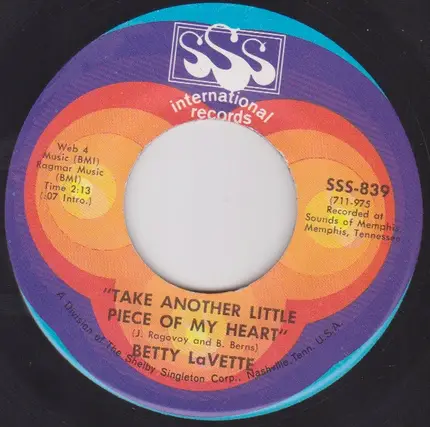 SSS
international
records
Web 4
Music (BMI)
Ragmar Music
(BMI)
Time 2:13
(:07 Intro.)
SSS-839
(711-975)
Recorded at
Sounds of Memphis,
Memphis, Tennessee
"TAKE ANOTHER LITTLE
PIECE OF MY HEART"
(J. Ragovoy and B. Berns)
BETTY LaVETTE
A Division of The Shelby Singleton Corp., Nashville, Tenn. U.S.A.